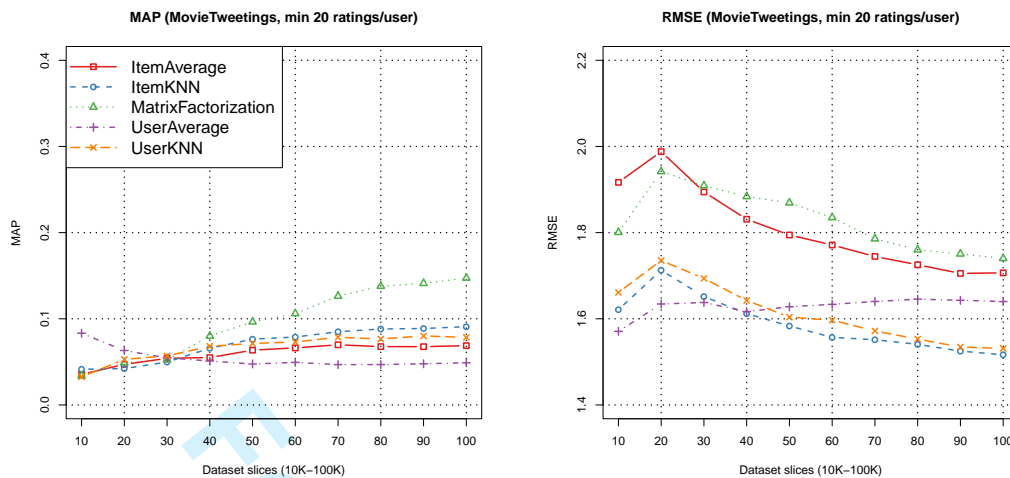 MAP (MovieTweetings, min 20 ratings/user)
0.4
0.3
0.2
0.1
0.0
MAP
ItemAverage
ItemKNN
MatrixFactorization
UserAverage
UserKNN
10 20 30 40 50 60 70 80 90 100
Dataset slices (10K−100K)
F
RMSE (MovieTweetings, min 20 ratings/user)
2.2
2.0
1.8
1.6
1.4
RMSE
10 20 30 40 50 60 70 80 90 100
Dataset slices (10K−100K)